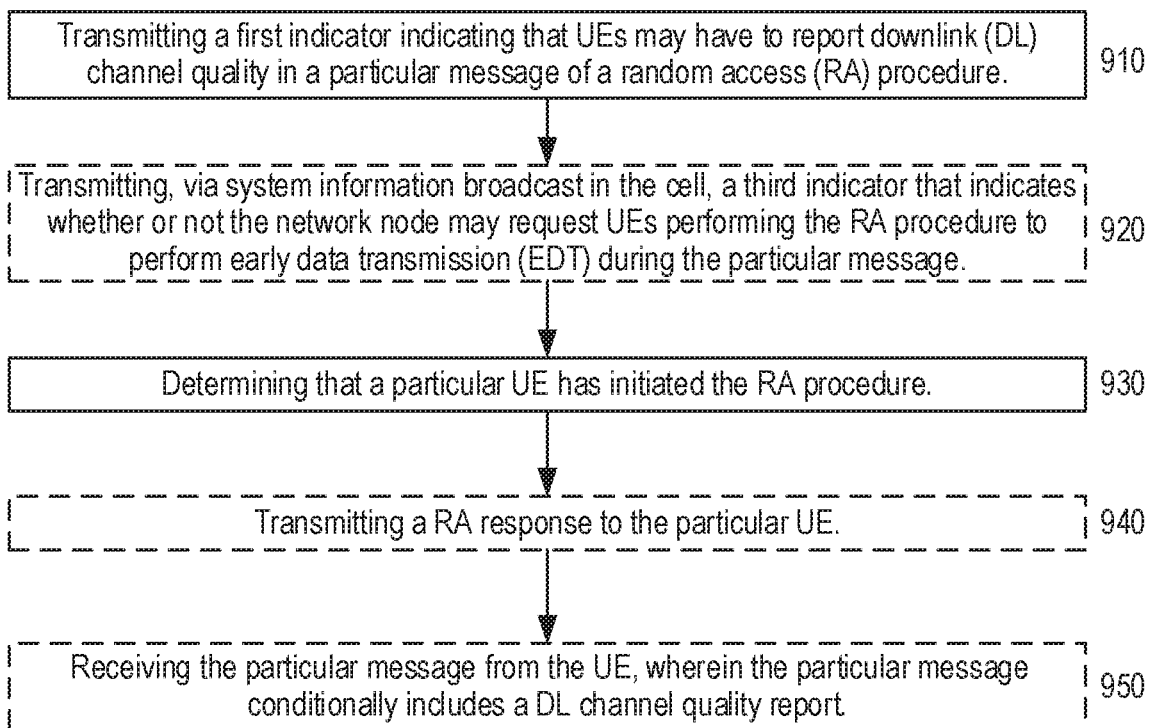 Transmitting a first indicator indicating that UEs may have to report downlink (DL)
channel quality in a particular message of a random access (RA) procedure.
910
Transmitting, via system information broadcast in the cell, a third indicator that indicates
whether or not the network node may request UEs performing the RA procedure to
perform early data transmission (EDT) during the particular message.
920
Determining that a particular UE has initiated the RA procedure.
930
Transmitting a RA response to the particular UE.
940
Receiving the particular message from the UE, wherein the particular message
conditionally includes a DL channel quality report.
950